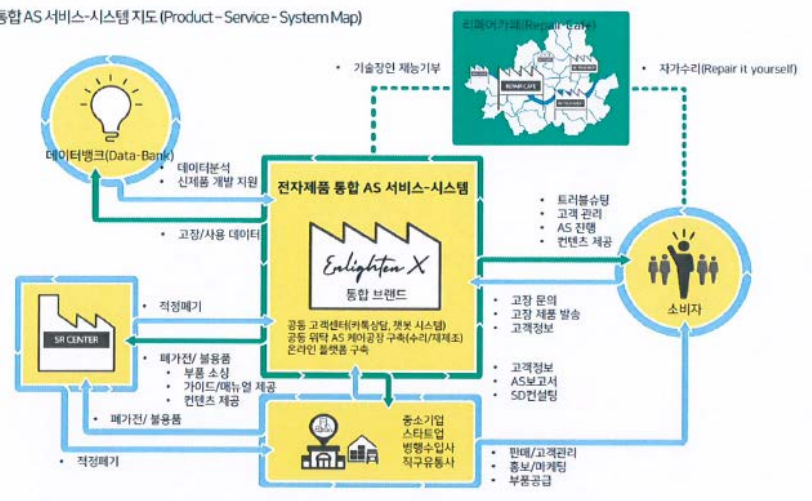 통합 AS 서비스-시스템 지도 (Product – Service - System Map)
리페어카페(Repair-Cafe)
• 기술장인 재능기부
• 자가수리(Repair it yourself)
REPAIR CAFE
데이터뱅크(Data-Bank)
• 데이터분석
• 신제품 개발 지원
• 고장/사용 데이터
전자제품 통합 AS 서비스-시스템
Enlighten X
통합 브랜드
공동 고객센터(카톡상담, 챗봇 시스템)
공동 위탁 AS 케어공장 구축(수리/재제조)
온라인 플랫폼 구축
• 트러블슈팅
• 고객 관리
• AS 진행
• 컨텐츠 제공
소비자
• 고장 문의
• 고장 제품 발송
• 고객정보
SR CENTER
• 적정폐기
• 폐가전/ 불용품
• 부품 소싱
• 가이드/매뉴얼 제공
• 컨텐츠 제공
• 고객정보
• AS보고서
• SD컨설팅
• 폐가전/ 불용품
• 적정폐기
중소기업
스타트업
병행수입사
직구유통사
• 판매/고객관리
• 홍보/마케팅
• 부품공급